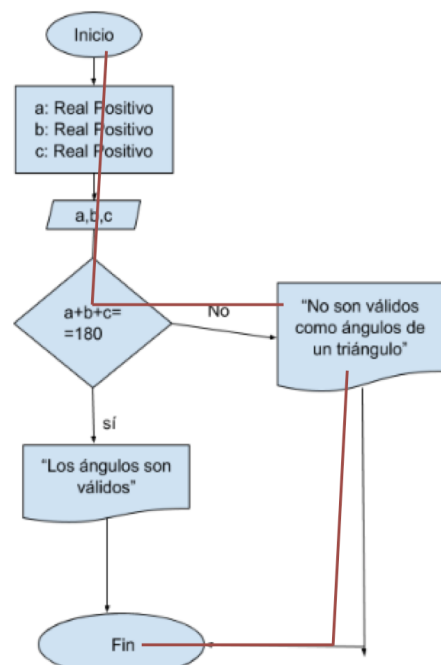 Inicio
a: Real Positivo
b: Real Positivo
c: Real Positivo
a,b,c
a+b+c=
=180
No
“No son válidos
como ángulos de
un triángulo”
sí
“Los ángulos son
válidos”
Fin